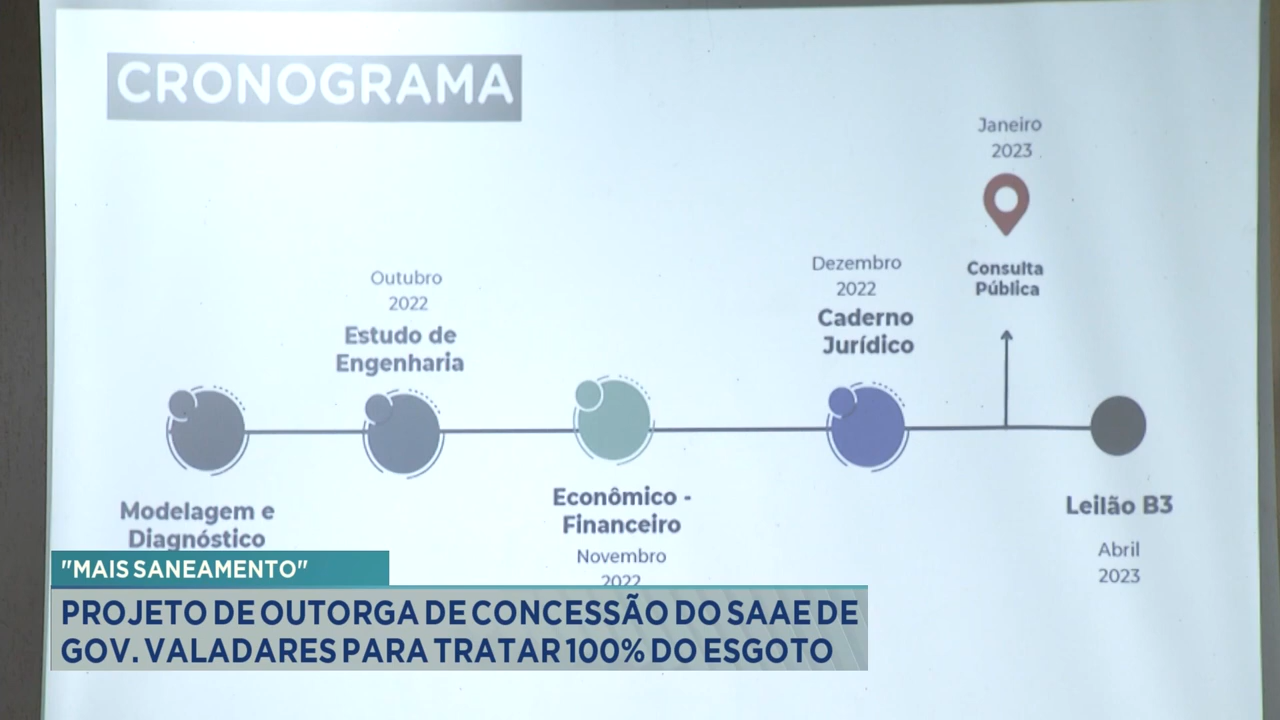 CRONOGRAMA
Janeiro
2023
Consulta
Pública
Dezembro
2022
Caderno
Jurídico
Outubro
2022
Estudo de
Engenharia
Modelagem e
Diagnóstico
Econômico -
Financeiro
Novembro
2022
Leilão B3
Abril
2023
"MAIS SANEAMENTO"
PROJETO DE OUTORGA DE CONCESSÃO DO SAAE DE
GOV. VALADARES PARA TRATAR 100% DO ESGOTO